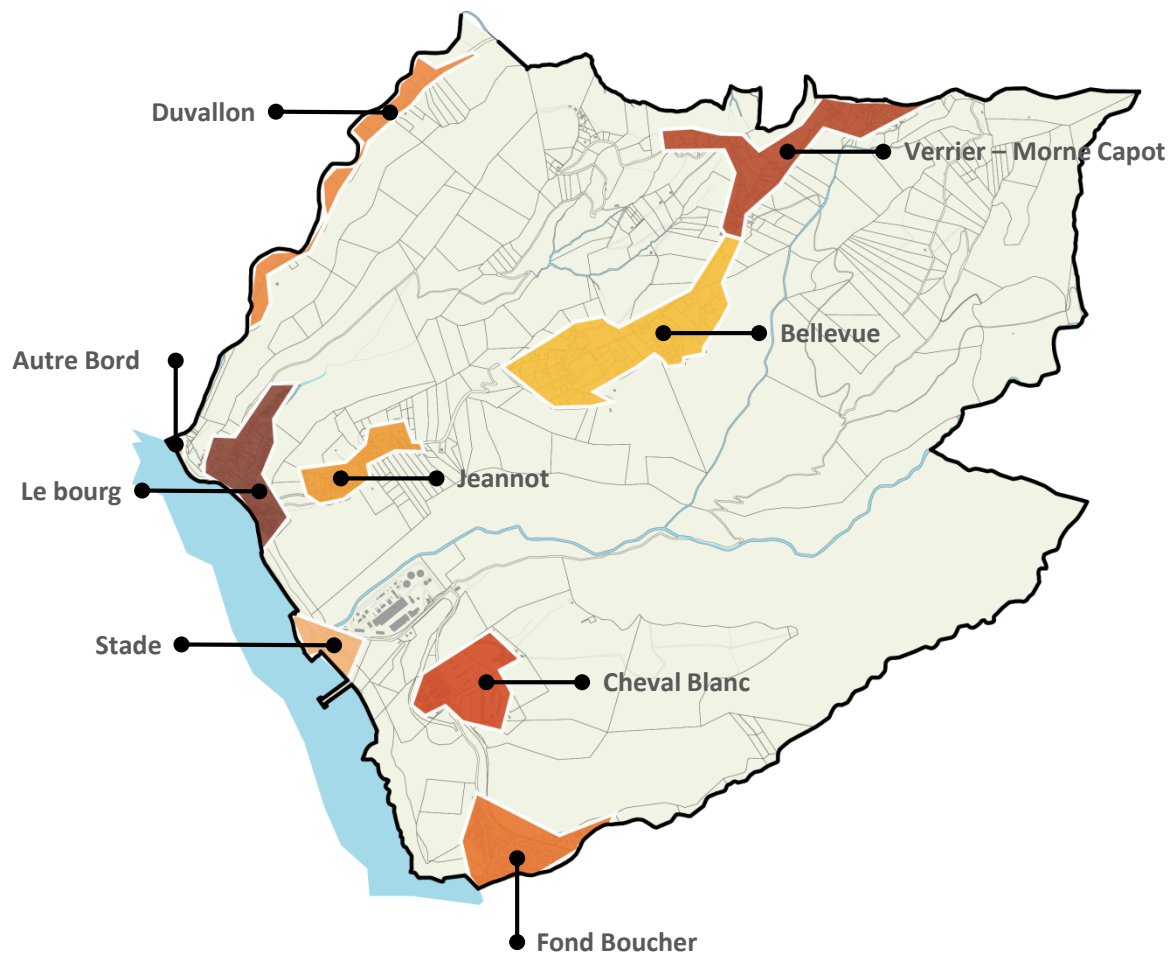 Duvallon
Verrier – Morne Capot
Bellevue
Autre Bord
Jeannot
Le bourg
Stade
Cheval Blanc
Fond Boucher